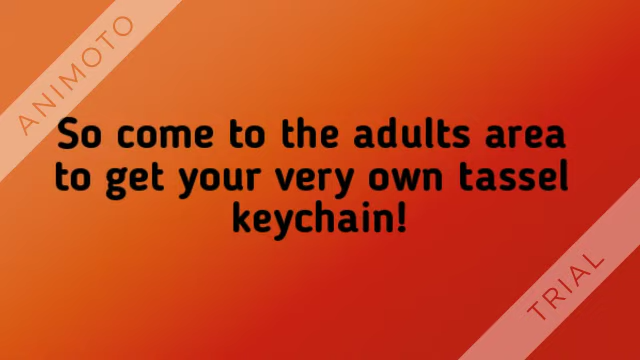 ANIMOTO
So come to the adults area
to get your very own tassel
keychain!
TRIAL